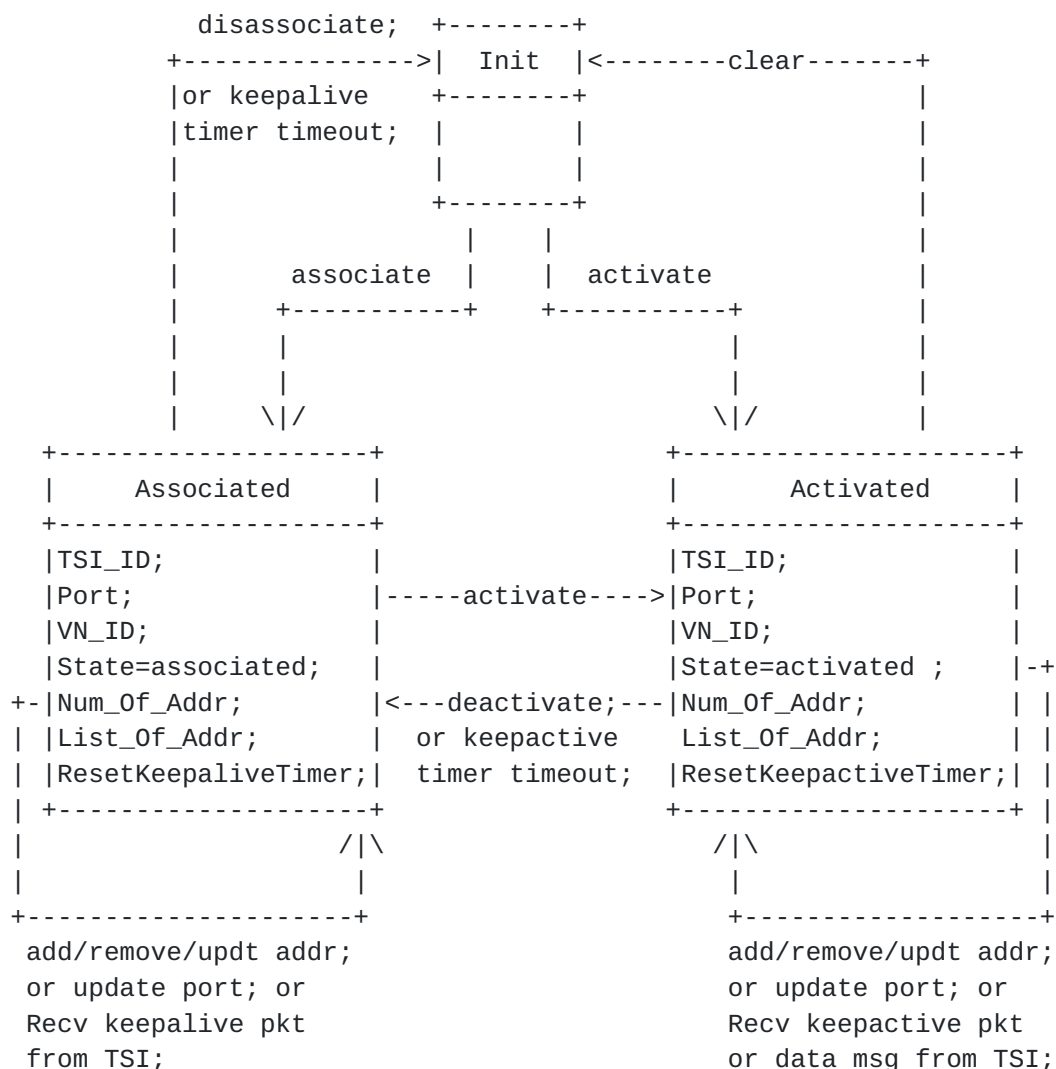 disassociate; +--------+
+--------------->| Init |<--------clear-------+
|or keepalive +--------+ |
|timer timeout; | | |
| | | |
| +--------+ |
| | | |
| associate | | activate |
| +-----------+ +-----------+ |
| | | |
| | | |
| \|/ \|/ |
+--------------------+ +---------------------+
| Associated | | Activated |
+--------------------+ +---------------------+
|TSI_ID; | |TSI_ID; |
|Port; |-----activate---->|Port; |
|VN_ID; | |VN_ID; |
|State=associated; | |State=activated ; |-+
+-|Num_Of_Addr; |<---deactivate;---|Num_Of_Addr; | |
| |List_Of_Addr; | or keepactive List_Of_Addr; | |
| |ResetKeepaliveTimer;| timer timeout; |ResetKeepactiveTimer;| |
| +--------------------+ +---------------------+ |
| /|\ /|\ |
| | | |
+---------------------+ +-------------------+
add/remove/updt addr; add/remove/updt addr;
or update port; or or update port; or
Recv keepalive pkt Recv keepactive pkt
from TSI; or data msg from TSI;